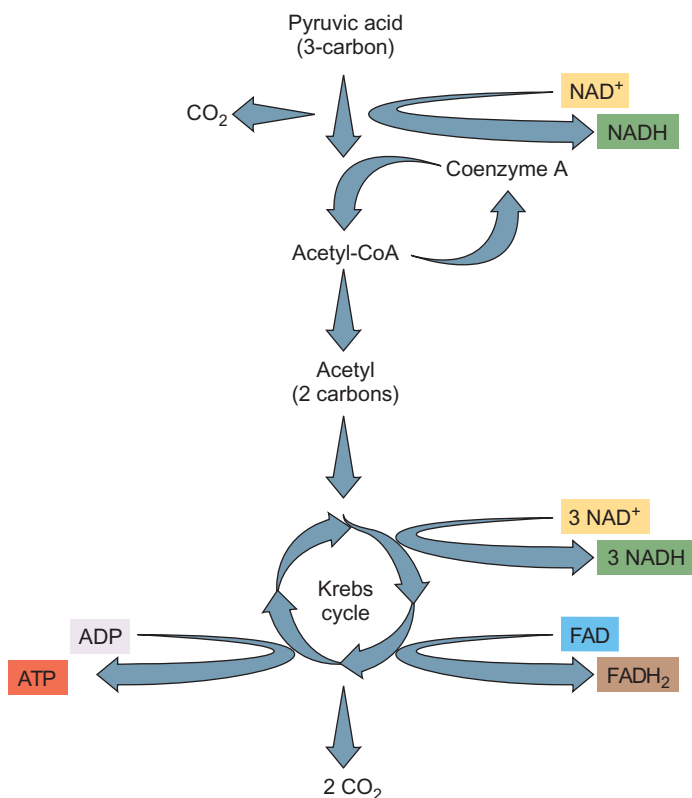 Pyruvic acid
(3-carbon)
NAD⁺
CO₂
NADH
Coenzyme A
Acetyl-CoA
Acetyl
(2 carbons)
3 NAD⁺
3 NADH
Krebs
cycle
ADP
FAD
ATP
FADH₂
2 CO₂